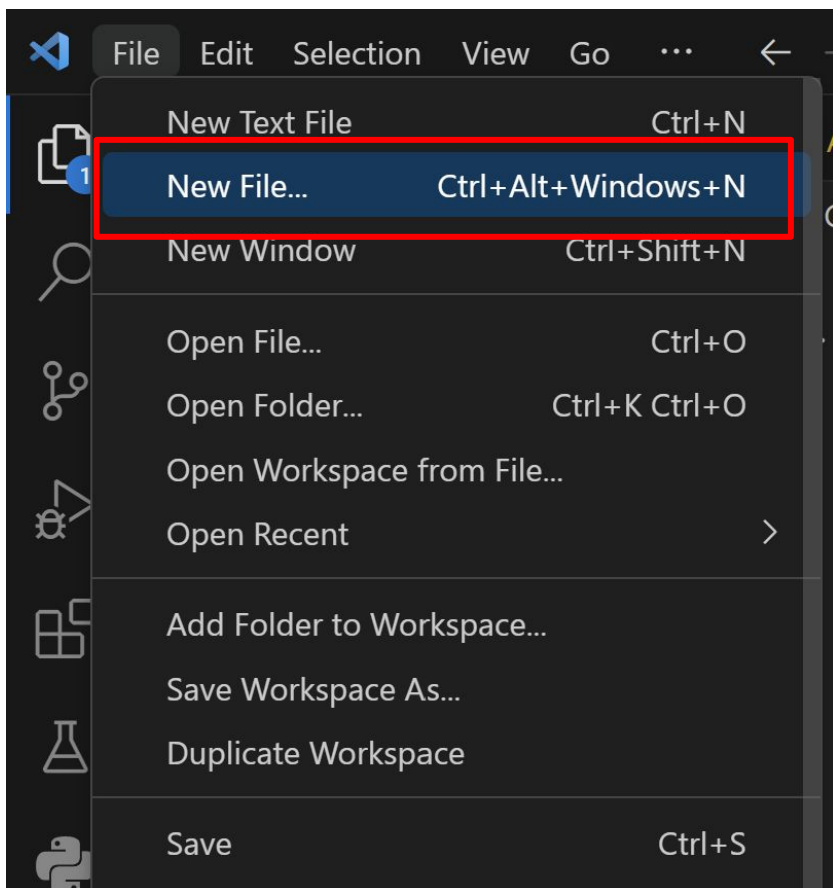 File Edit Selection View Go ...
1
New Text File Ctrl+N
New File... Ctrl+Alt+Windows+N
New Window Ctrl+Shift+N
Open File... Ctrl+O
Open Folder... Ctrl+K Ctrl+O
Open Workspace from File...
Open Recent
Add Folder to Workspace...
Save Workspace As...
Duplicate Workspace
Save Ctrl+S